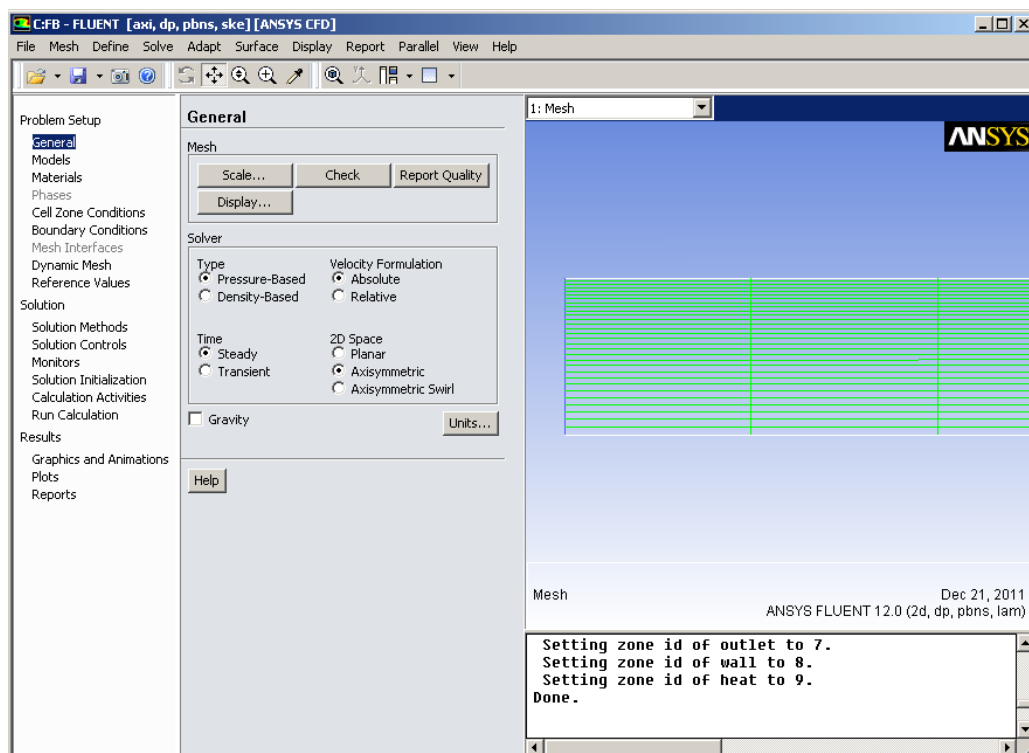 C:FB - FLUENT [axi, dp, pbns, ske] [ANSYS CFD]
File Mesh Define Solve Adapt Surface Display Report Parallel View Help
Problem Setup
General
Models
Materials
Phases
Cell Zone Conditions
Boundary Conditions
Mesh Interfaces
Dynamic Mesh
Reference Values
Solution
Solution Methods
Solution Controls
Monitors
Solution Initialization
Calculation Activities
Run Calculation
Results
Graphics and Animations
Plots
Reports
General
Mesh
Scale... Check Report Quality
Display...
Solver
Type Velocity Formulation
Pressure-Based Absolute
Density-Based Relative
Time 2D Space
Steady Planar
Transient Axisymmetric
Axisymmetric Swirl
Gravity Units...
Help
1: Mesh
ANSYS
Mesh Dec 21, 2011
ANSYS FLUENT 12.0 (2d, dp, pbns, lam)
Setting zone id of outlet to 7.
Setting zone id of wall to 8.
Setting zone id of heat to 9.
Done.